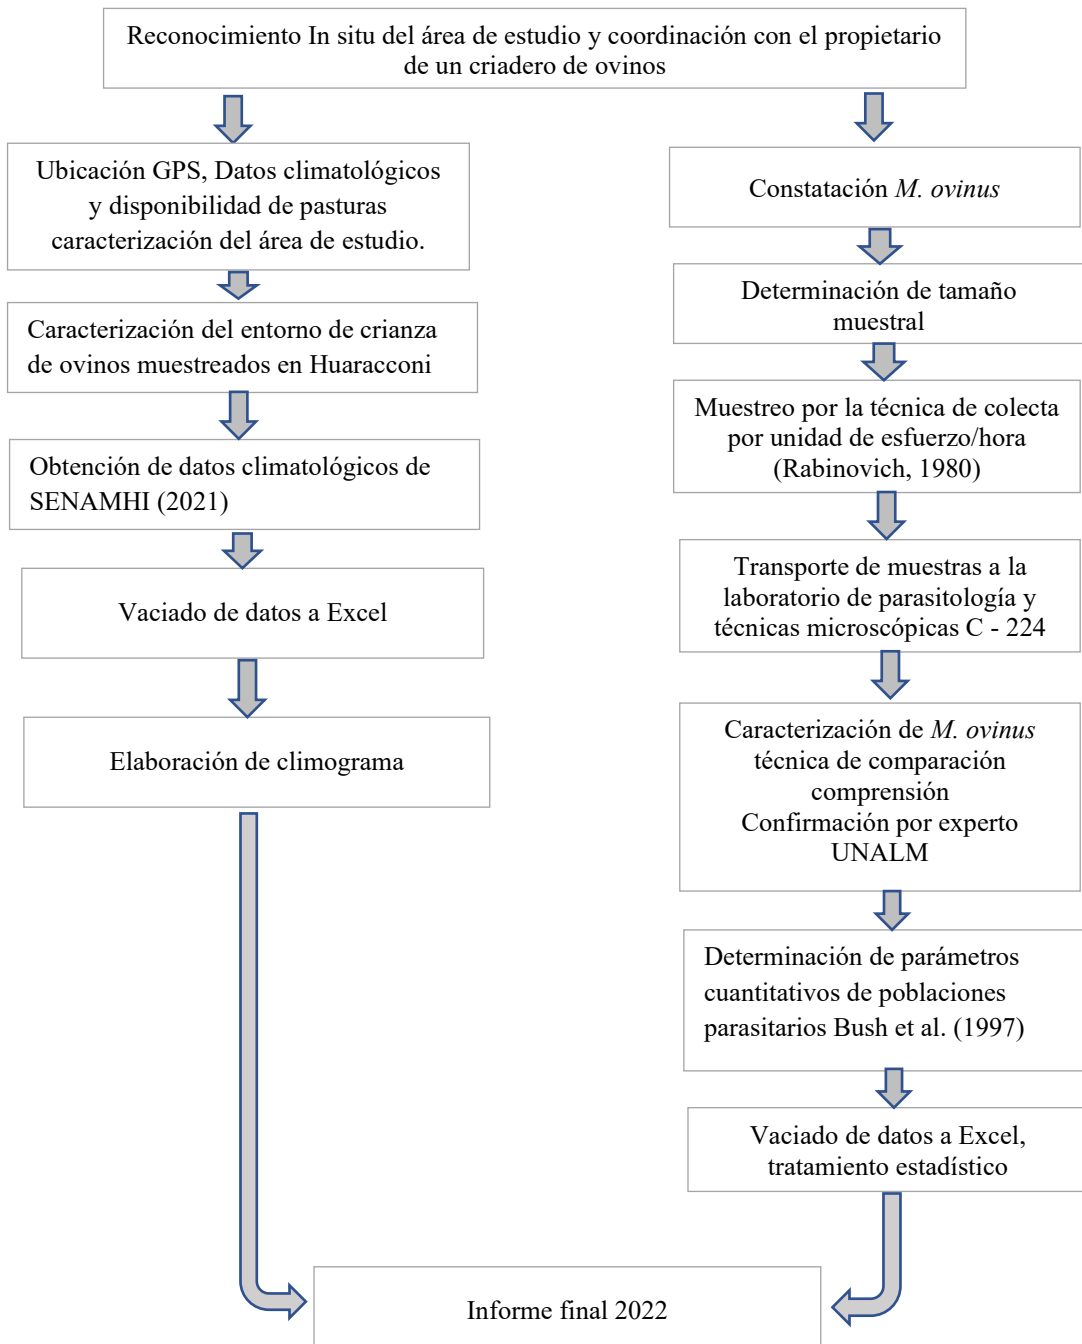 Reconocimiento In situ del área de estudio y coordinación con el propietario
de un criadero de ovinos
Ubicación GPS, Datos climatológicos
y disponibilidad de pasturas
caracterización del área de estudio.
Caracterización del entorno de crianza
de ovinos muestreados en Huaracconi
Obtención de datos climatológicos de
SENAMHI (2021)
Vaciado de datos a Excel
Elaboración de climograma
Constatación M. ovinus
Determinación de tamaño
muestral
Muestreo por la técnica de colecta
por unidad de esfuerzo/hora
(Rabinovich, 1980)
Transporte de muestras a la
laboratorio de parasitología y
técnicas microscópicas C - 224
Caracterización de M. ovinus
técnica de comparación
comprensión
Confirmación por experto
UNALM
Determinación de parámetros
cuantitativos de poblaciones
parasitarios Bush et al. (1997)
Vaciado de datos a Excel,
tratamiento estadístico
Informe final 2022